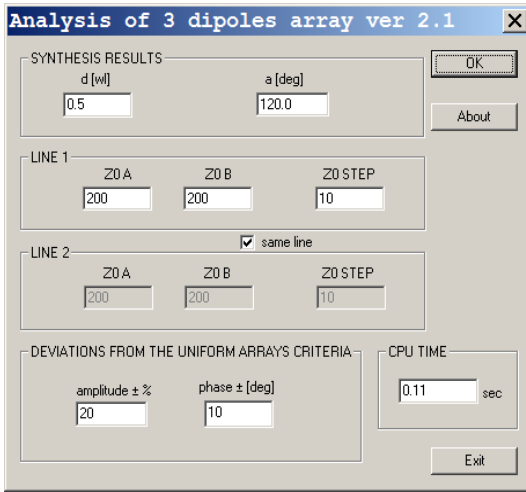 Analysis of 3 dipoles array ver 2.1
SYNTHESIS RESULTS
d [wl] a [deg]
0.5 120.0
OK
About
LINE 1
Z0 A Z0 B Z0 STEP
200 200 10
same line
LINE 2
Z0 A Z0 B Z0 STEP
200 200 10
DEVIATIONS FROM THE UNIFORM ARRAYS CRITERIA
amplitude ± % phase ± [deg]
20 10
CPU TIME
0.11 sec
Exit